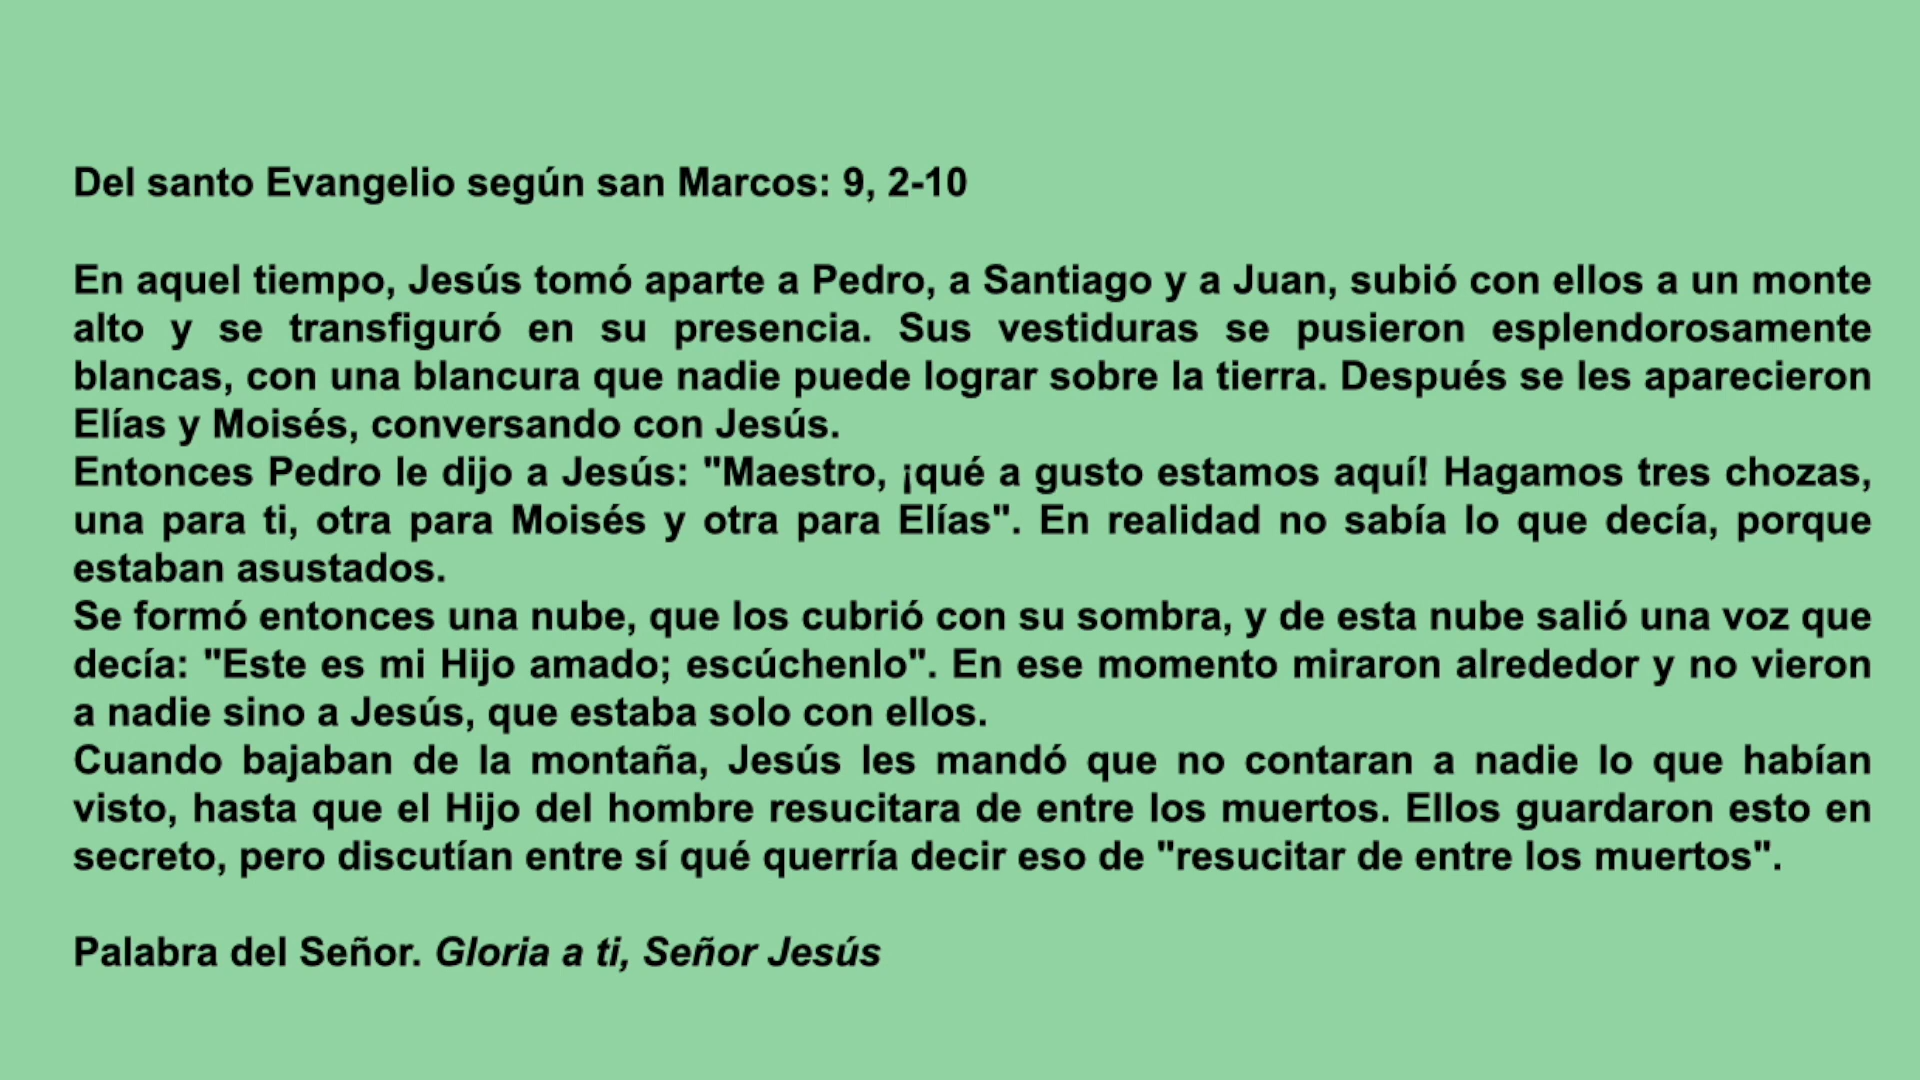 Del santo Evangelio según san Marcos: 9, 2-10
En aquel tiempo, Jesús tomó aparte a Pedro, a Santiago y a Juan, subió con ellos a un monte
alto y se transfiguró en su presencia. Sus vestiduras se pusieron esplendorosamente
blancas, con una blancura que nadie puede lograr sobre la tierra. Después se les aparecieron
Elías y Moisés, conversando con Jesús.
Entonces Pedro le dijo a Jesús: "Maestro, ¡qué a gusto estamos aquí! Hagamos tres chozas,
una para ti, otra para Moisés y otra para Elías". En realidad no sabía lo que decía, porque
estaban asustados.
Se formó entonces una nube, que los cubrió con su sombra, y de esta nube salió una voz que
decía: "Este es mi Hijo amado; escúchenlo". En ese momento miraron alrededor y no vieron
a nadie sino a Jesús, que estaba solo con ellos.
Cuando bajaban de la montaña, Jesús les mandó que no contaran a nadie lo que habían
visto, hasta que el Hijo del hombre resucitara de entre los muertos. Ellos guardaron esto en
secreto, pero discutían entre sí qué querría decir eso de "resucitar de entre los muertos".
Palabra del Señor. Gloria a ti, Señor Jesús